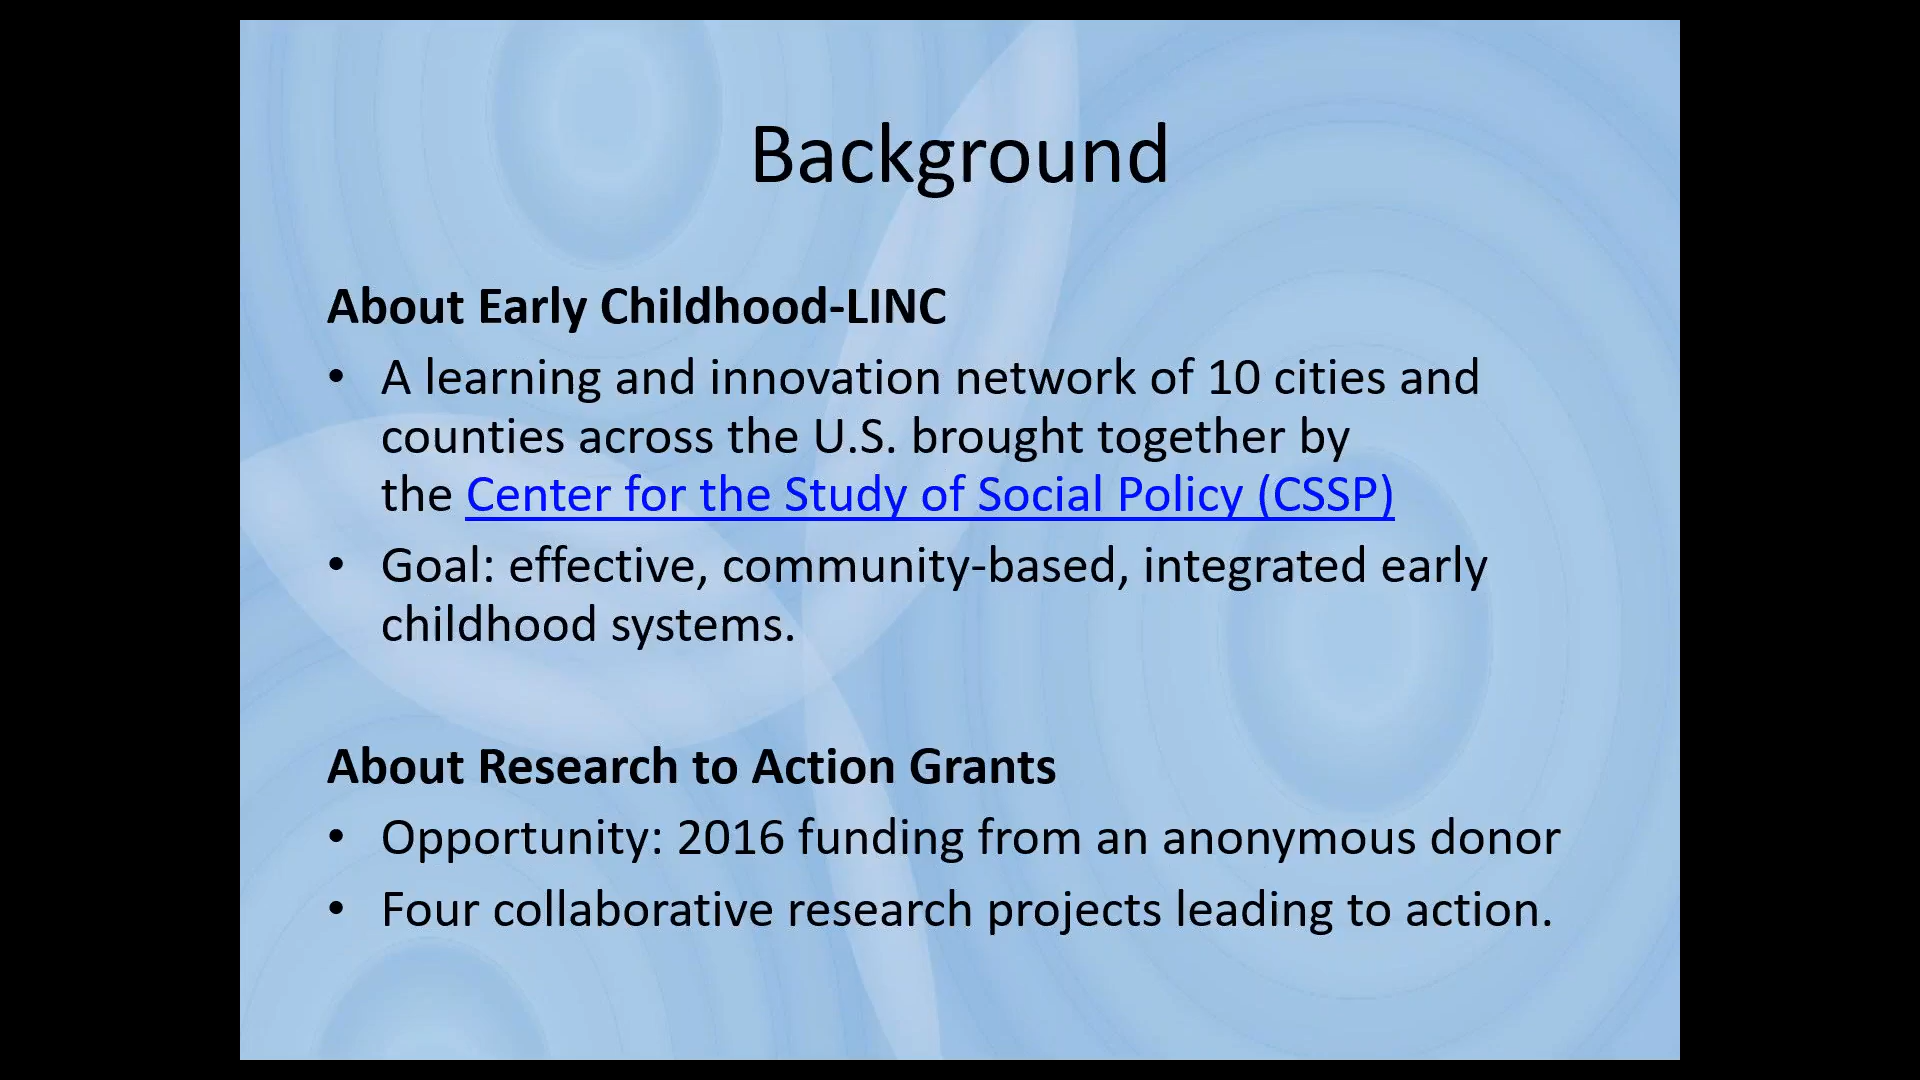 Background
About Early Childhood-LINC
• A learning and innovation network of 10 cities and
counties across the U.S. brought together by
the Center for the Study of Social Policy (CSSP)
• Goal: effective, community-based, integrated early
childhood systems.
About Research to Action Grants
• Opportunity: 2016 funding from an anonymous donor
• Four collaborative research projects leading to action.